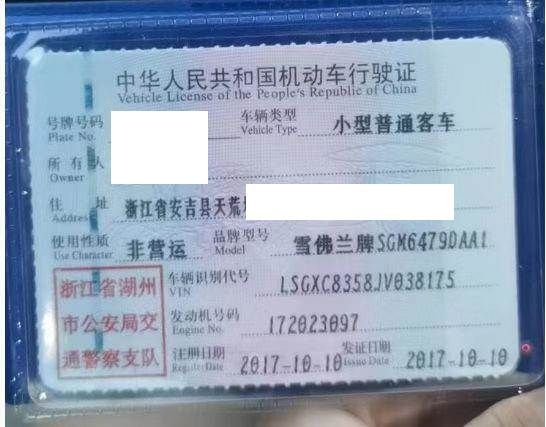 中华人民共和国机动车行驶证
Vehicle License of the People's Republic of China
号牌号码
Plate No.
车辆类型
Vehicle Type
小型普通客车
所有人
Owner
住址
Address
浙江省安吉县天荒
使用性质
Use Character
非营运
品牌型号
Model
雪佛兰牌SGM6479DAA1
浙江省湖州
市公安局交
通警察支队
车辆识别代号
VIN
LSGXC8358JV038175
发动机号码
Engine No.
172023097
注册日期
Register Date
2017-10-10
发证日期
Issue Date
2017-10-10